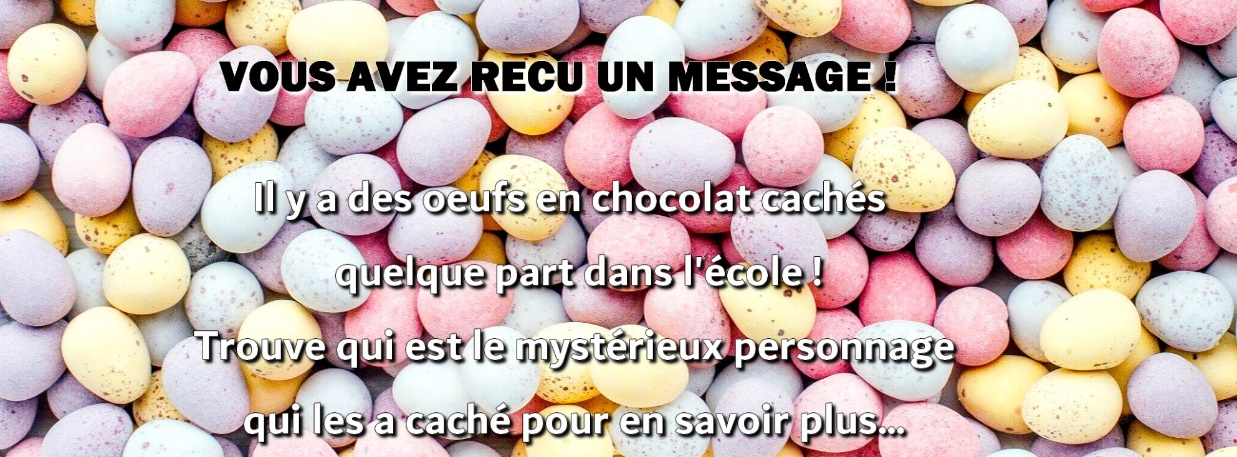 VOUS AVEZ RECU UN MESSAGE !
Il y a des oeufs en chocolat cachés
quelque part dans l'école !
Trouve qui est le mystérieux personnage
qui les a caché pour en savoir plus...